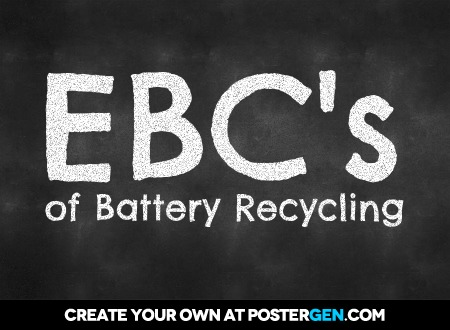 EBC's
of Battery Recycling
CREATE YOUR OWN AT POSTERGEN.COM